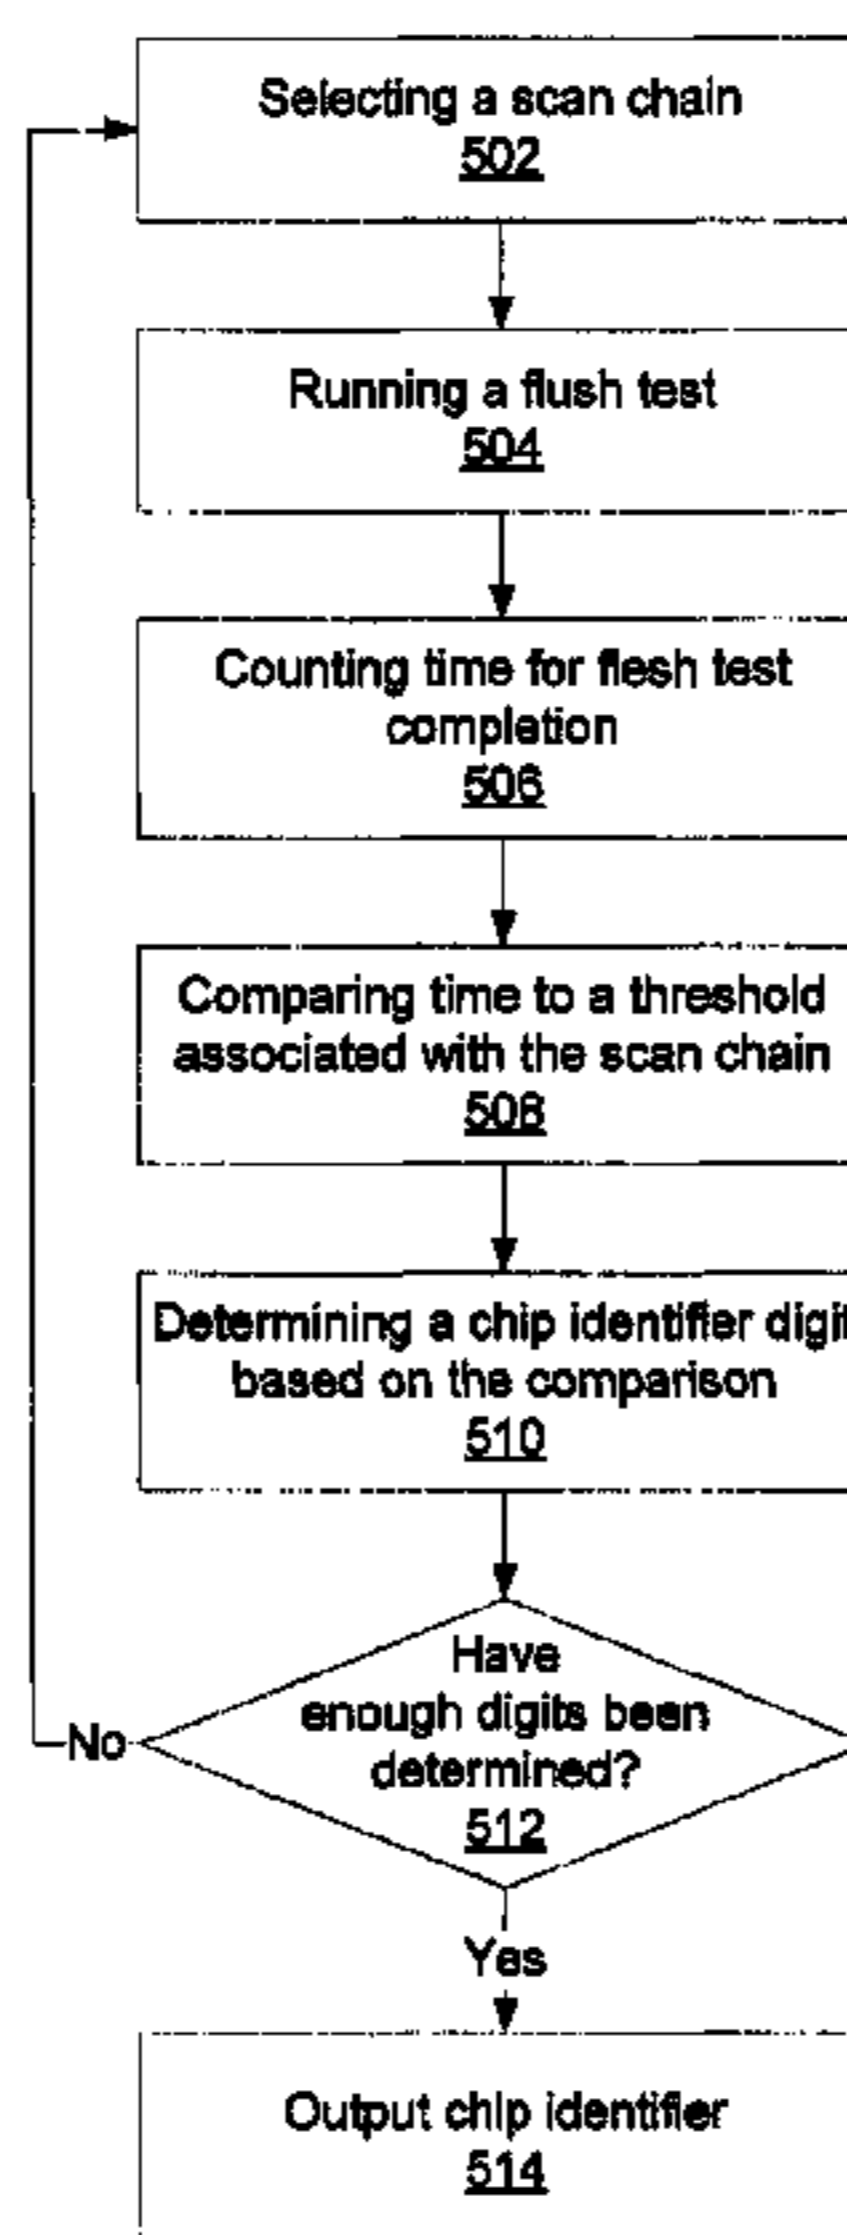 Selecting a scan chain
502
Running a flush test
504
Counting time for flesh test
completion
506
Comparing time to a threshold
associated with the scan chain
508
Determining a chip identifier digit
based on the comparison
510
Have
enough digits been
determined?
512
No
Yes
Output chip identifier
514